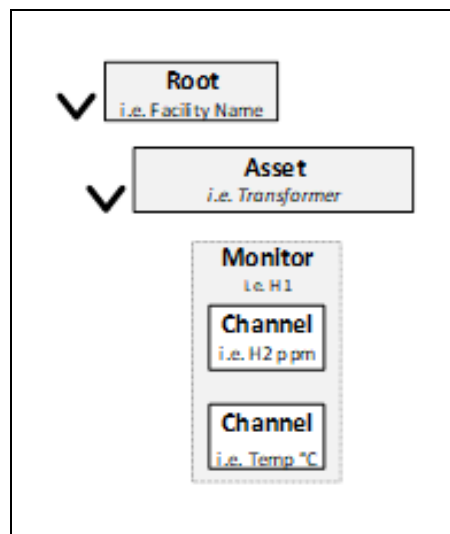 Root
i.e. Facility Name
Asset
i.e. Transformer
Monitor
i.e. H1
Channel
i.e. H2 ppm
Channel
i.e. Temp °C